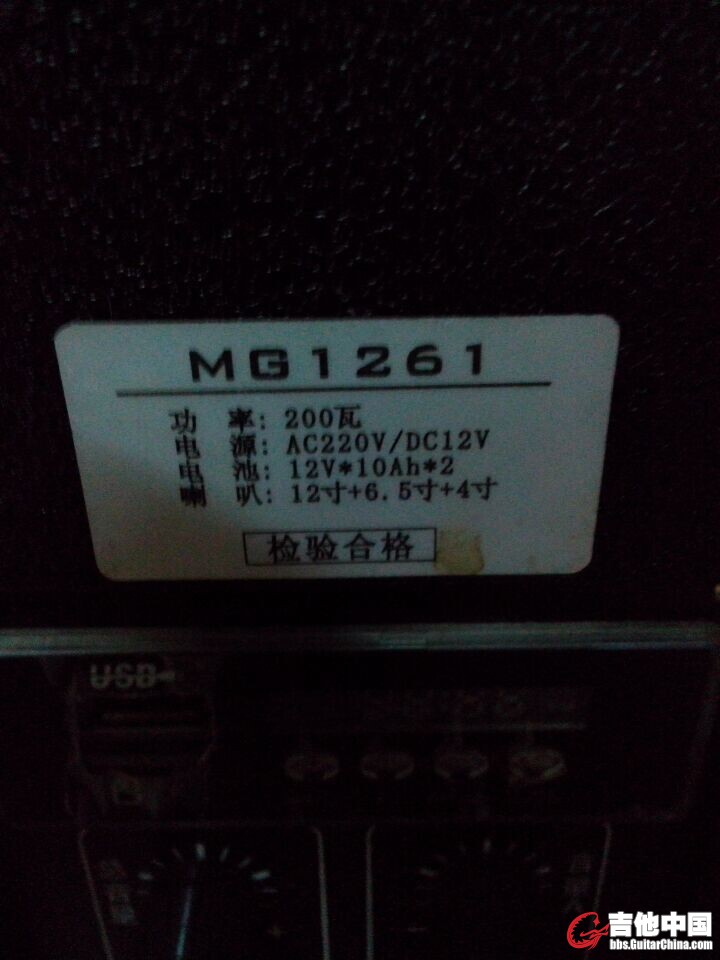 MG1261
功 率: 200瓦
电 源: AC220V/DC12V
电 池: 12V*10Ah*2
喇 叭: 12寸+6.5寸+4寸
检验合格
USB
+
-
吉他中国
bbs.GuitarChina.com